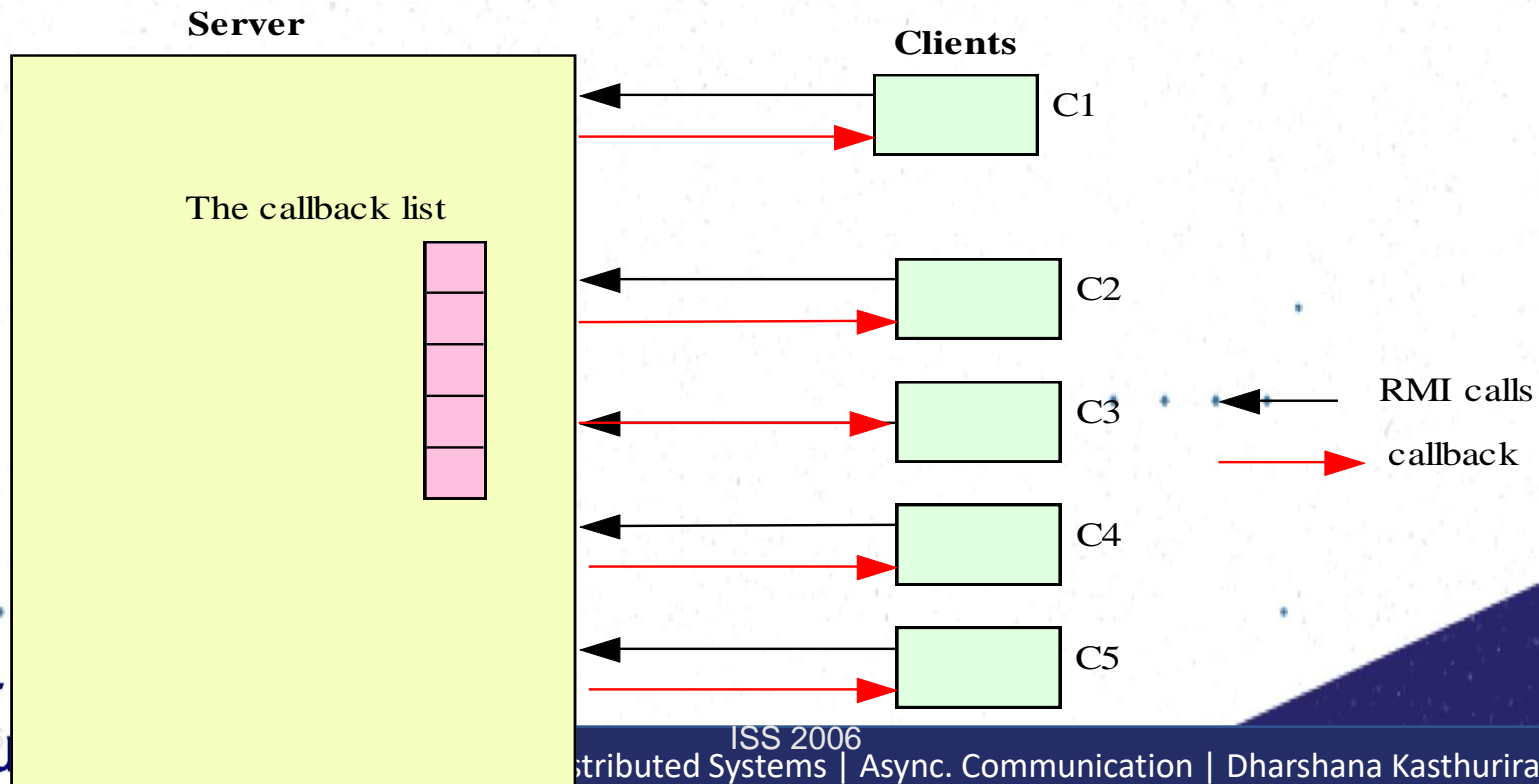 Server
Clients
C1
The callback list
C2
C3
RMI calls
callback
C4
C5
ISS 2006
stributed Systems | Async. Communication | Dharshana Kasthurira